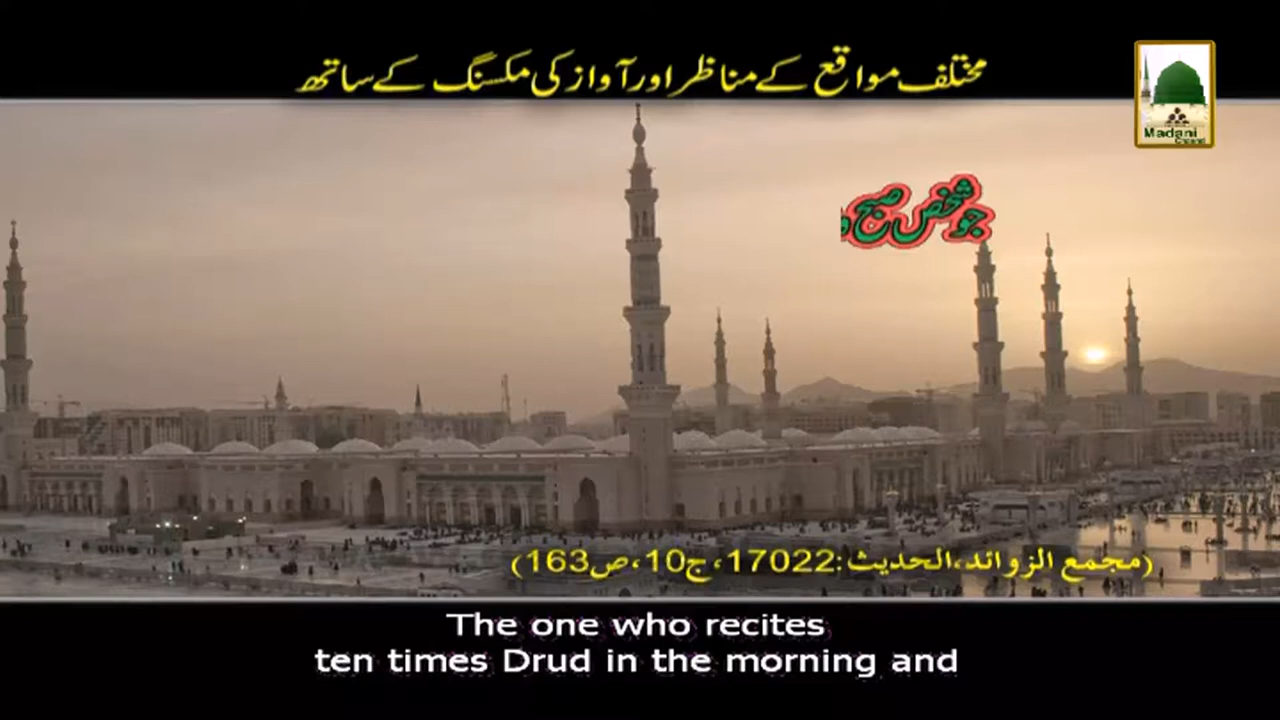 مختلف مواقع کے مناظر اور آواز کی مکسنگ کے ساتھ
Madani
Channel
جو شخص صبح و
(مجمع الزوائد،الحدیث:17022،ج10،ص163)
The one who recites
ten times Drud in the morning and